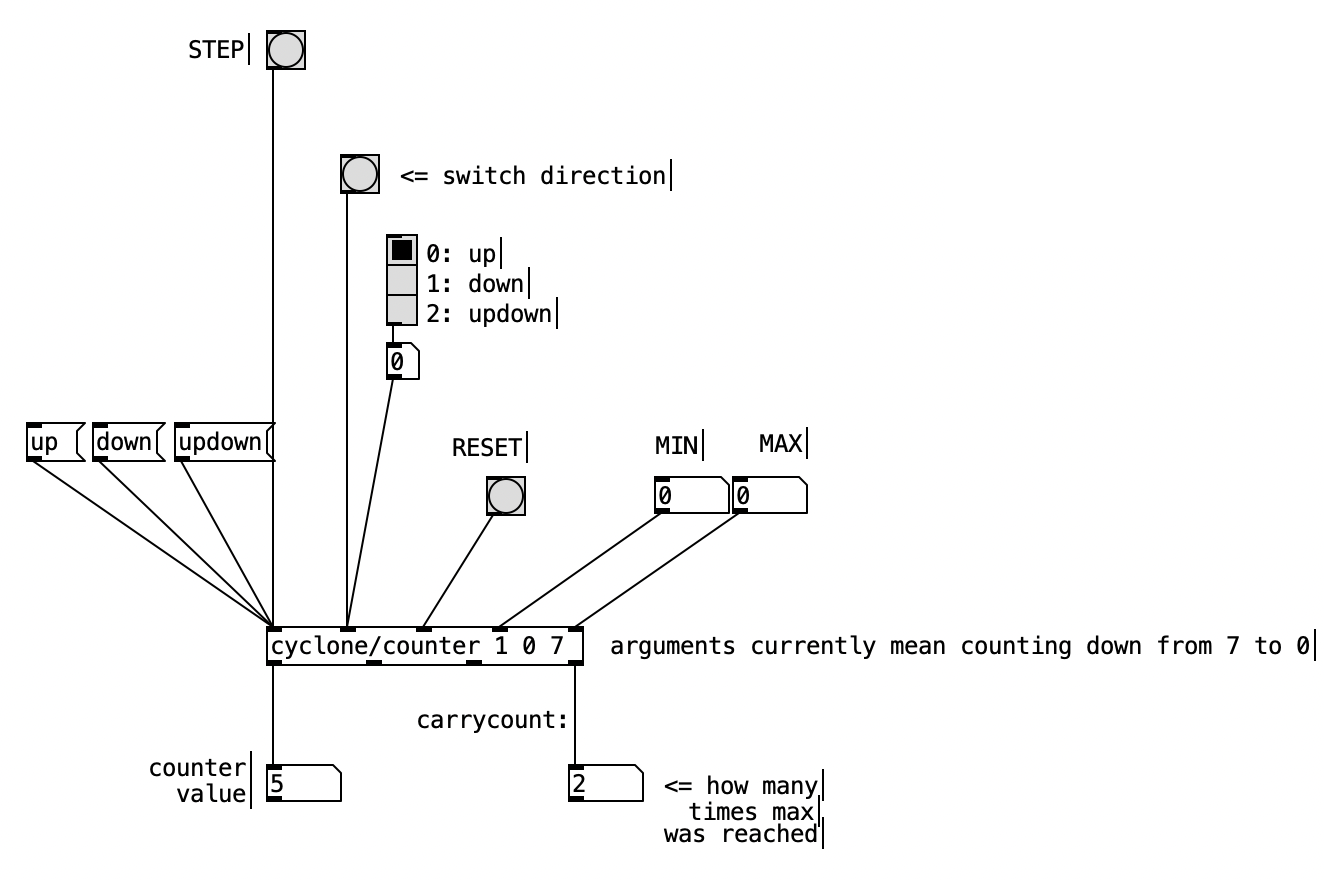 STEP
<= switch direction
0: up
1: down
2: updown
0
up
down
updown
RESET
MIN
MAX
0
0
cyclone/counter 1 0 7
arguments currently mean counting down from 7 to 0
carrycount:
counter
value
5
2
<= how many
times max
was reached